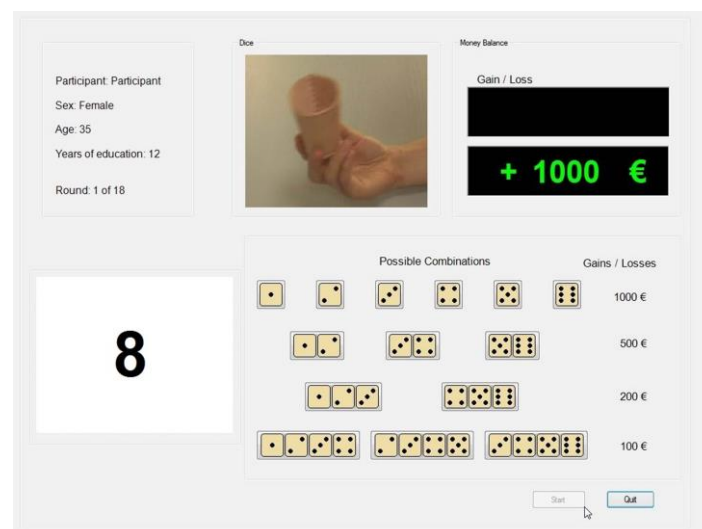 Participant: Participant
Sex: Female
Age: 35
Years of education: 12
Round: 1 of 18
Dice
Money Balance
Gain / Loss
+ 1000 €
8
Possible Combinations
Gains / Losses
1000 €
500 €
200 €
100 €
Start
Quit